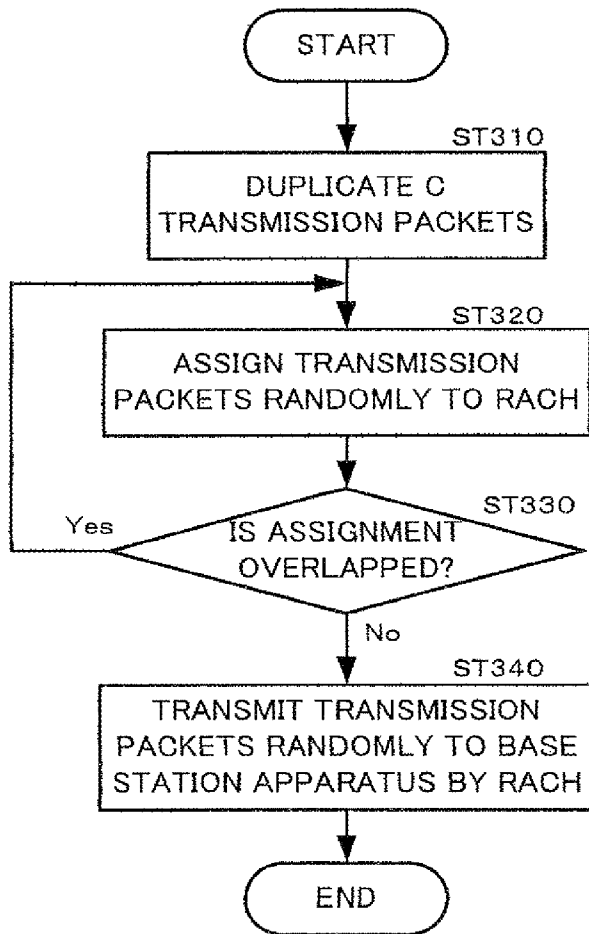 START
ST310
DUPLICATE C
TRANSMISSION PACKETS
ST320
ASSIGN TRANSMISSION
PACKETS RANDOMLY TO RACH
ST330
Yes
IS ASSIGNMENT
OVERLAPPED?
No
ST340
TRANSMIT TRANSMISSION
PACKETS RANDOMLY TO BASE
STATION APPARATUS BY RACH
END